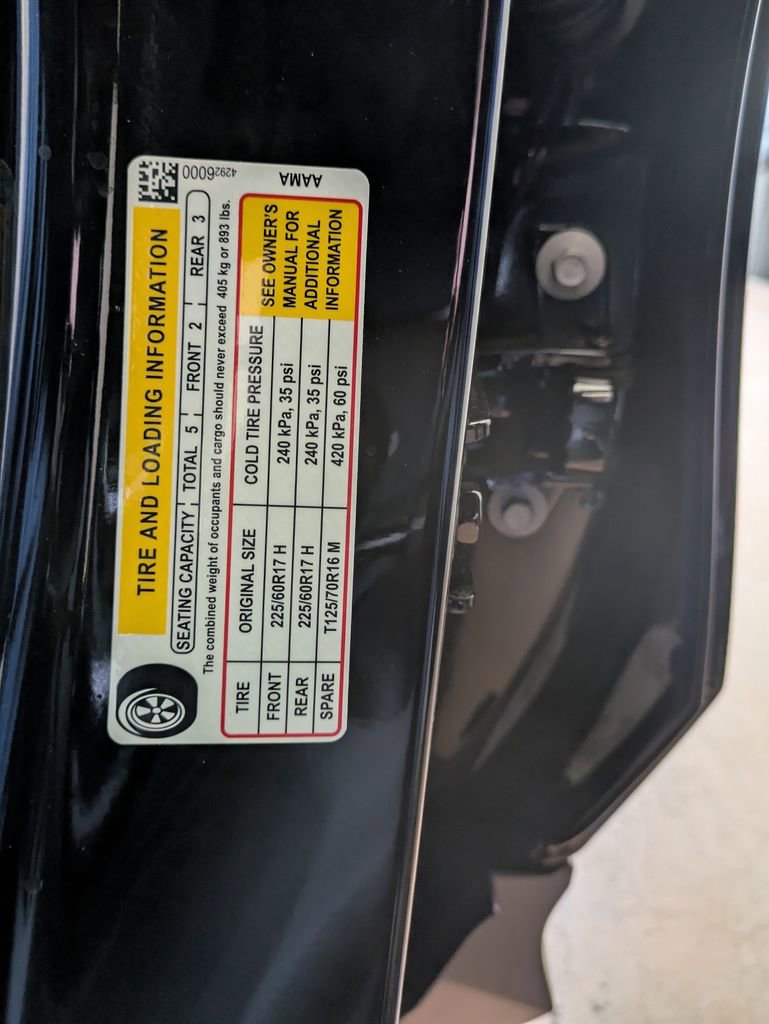 42926000
AAMA
TIRE AND LOADING INFORMATION
SEATING CAPACITY TOTAL 5 FRONT 2 REAR 3
The combined weight of occupants and cargo should never exceed 405 kg or 893 lbs.
TIRE ORIGINAL SIZE COLD TIRE PRESSURE SEE OWNER'S MANUAL FOR ADDITIONAL INFORMATION
FRONT 225/60R17 H 240 kPa, 35 psi
REAR 225/60R17 H 240 kPa, 35 psi
SPARE T125/70R16 M 420 kPa, 60 psi